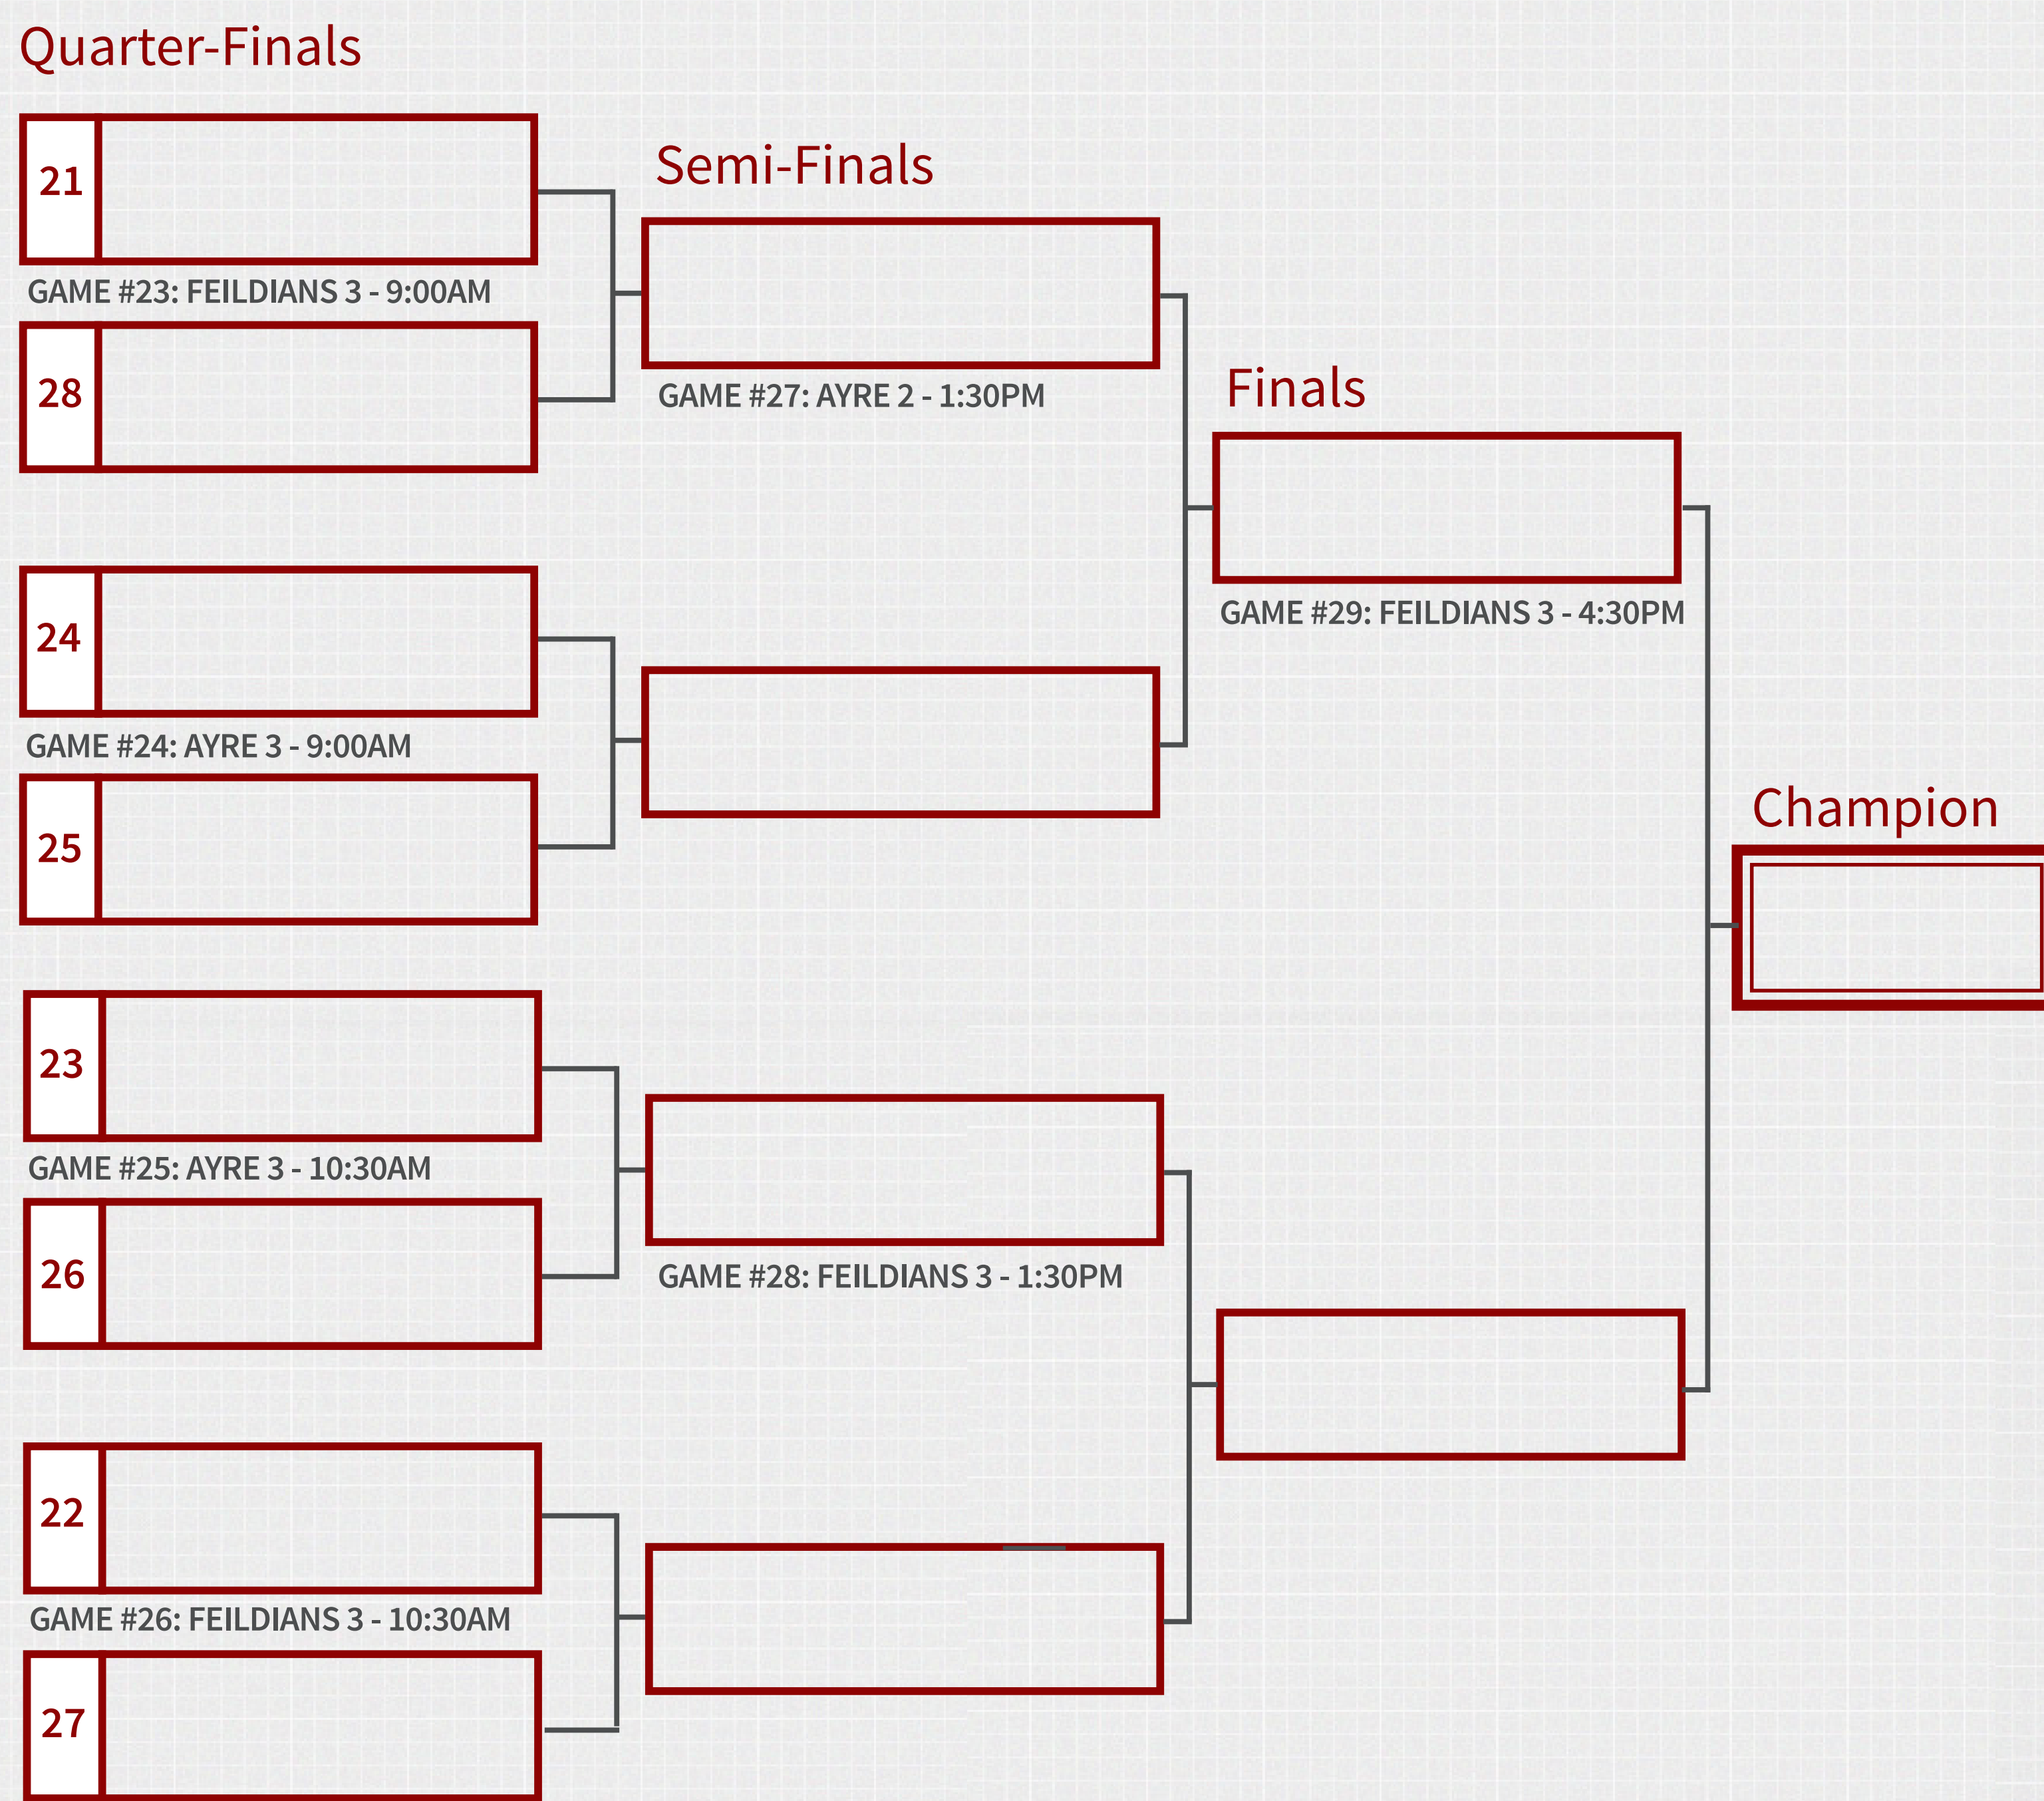 Quarter-Finals
21
GAME #23: FEILDIANS 3 - 9:00AM
28
24
GAME #24: AYRE 3 - 9:00AM
25
23
GAME #25: AYRE 3 - 10:30AM
26
22
GAME #26: FEILDIANS 3 - 10:30AM
27
Semi-Finals
GAME #27: AYRE 2 - 1:30PM
GAME #28: FEILDIANS 3 - 1:30PM
Finals
GAME #29: FEILDIANS 3 - 4:30PM
Champion